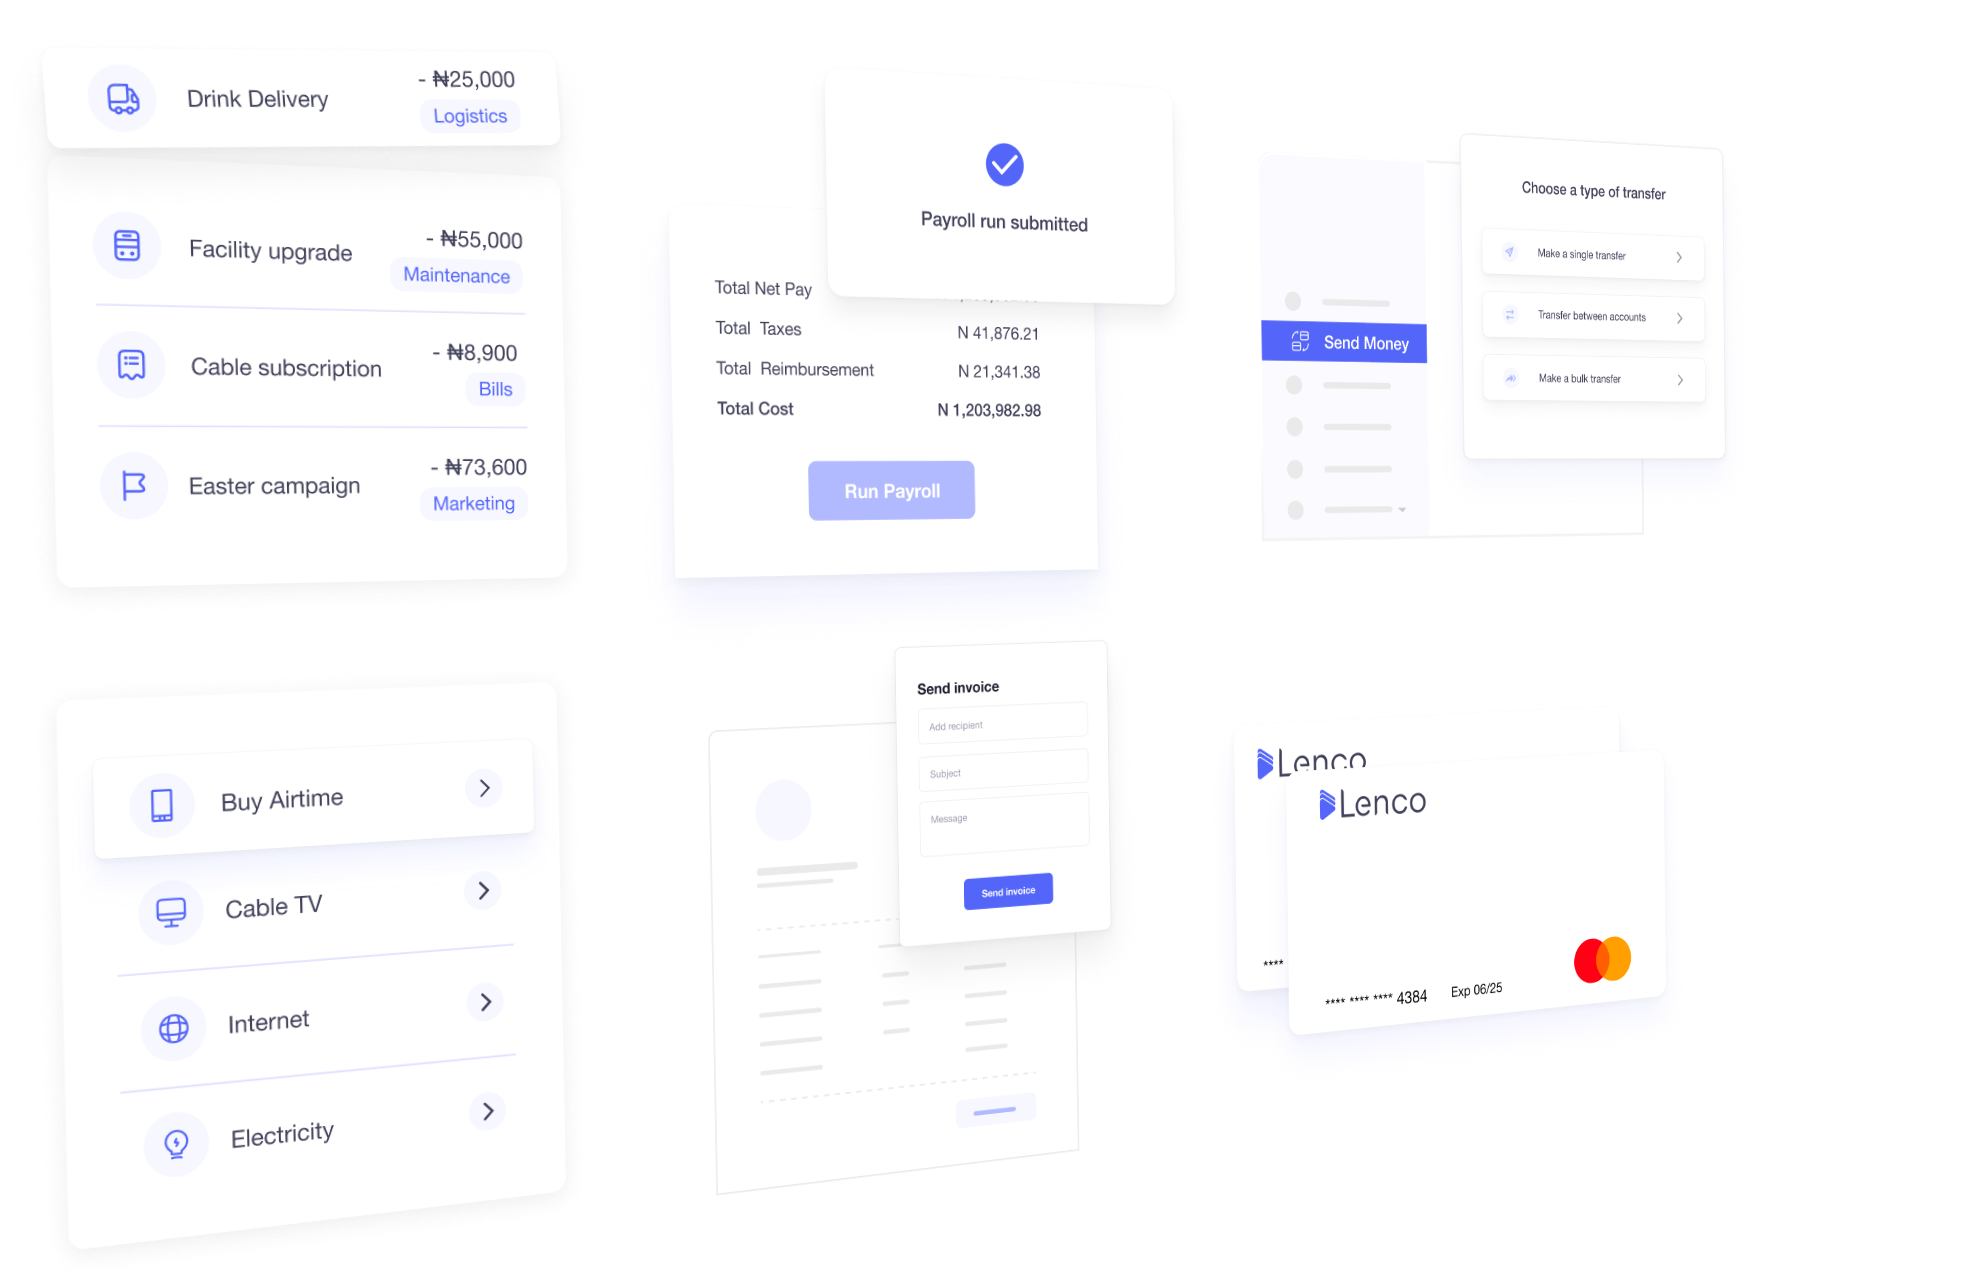 Drink Delivery
- ₦25,000
Logistics
Facility upgrade
- ₦55,000
Maintenance
Cable subscription
- ₦8,900
Bills
Easter campaign
- ₦73,600
Marketing
Payroll run submitted
Total Net Pay
Total Taxes
N 41,876.21
Total Reimbursement
N 21,341.38
Total Cost
N 1,203,982.98
Run Payroll
Send Money
Choose a type of transfer
Make a single transfer
Transfer between accounts
Make a bulk transfer
Buy Airtime
Cable TV
Internet
Electricity
Send invoice
Add recipient
Subject
Message
Send invoice
Lenco
****
Lenco
**** **** **** 4384
Exp 06/25